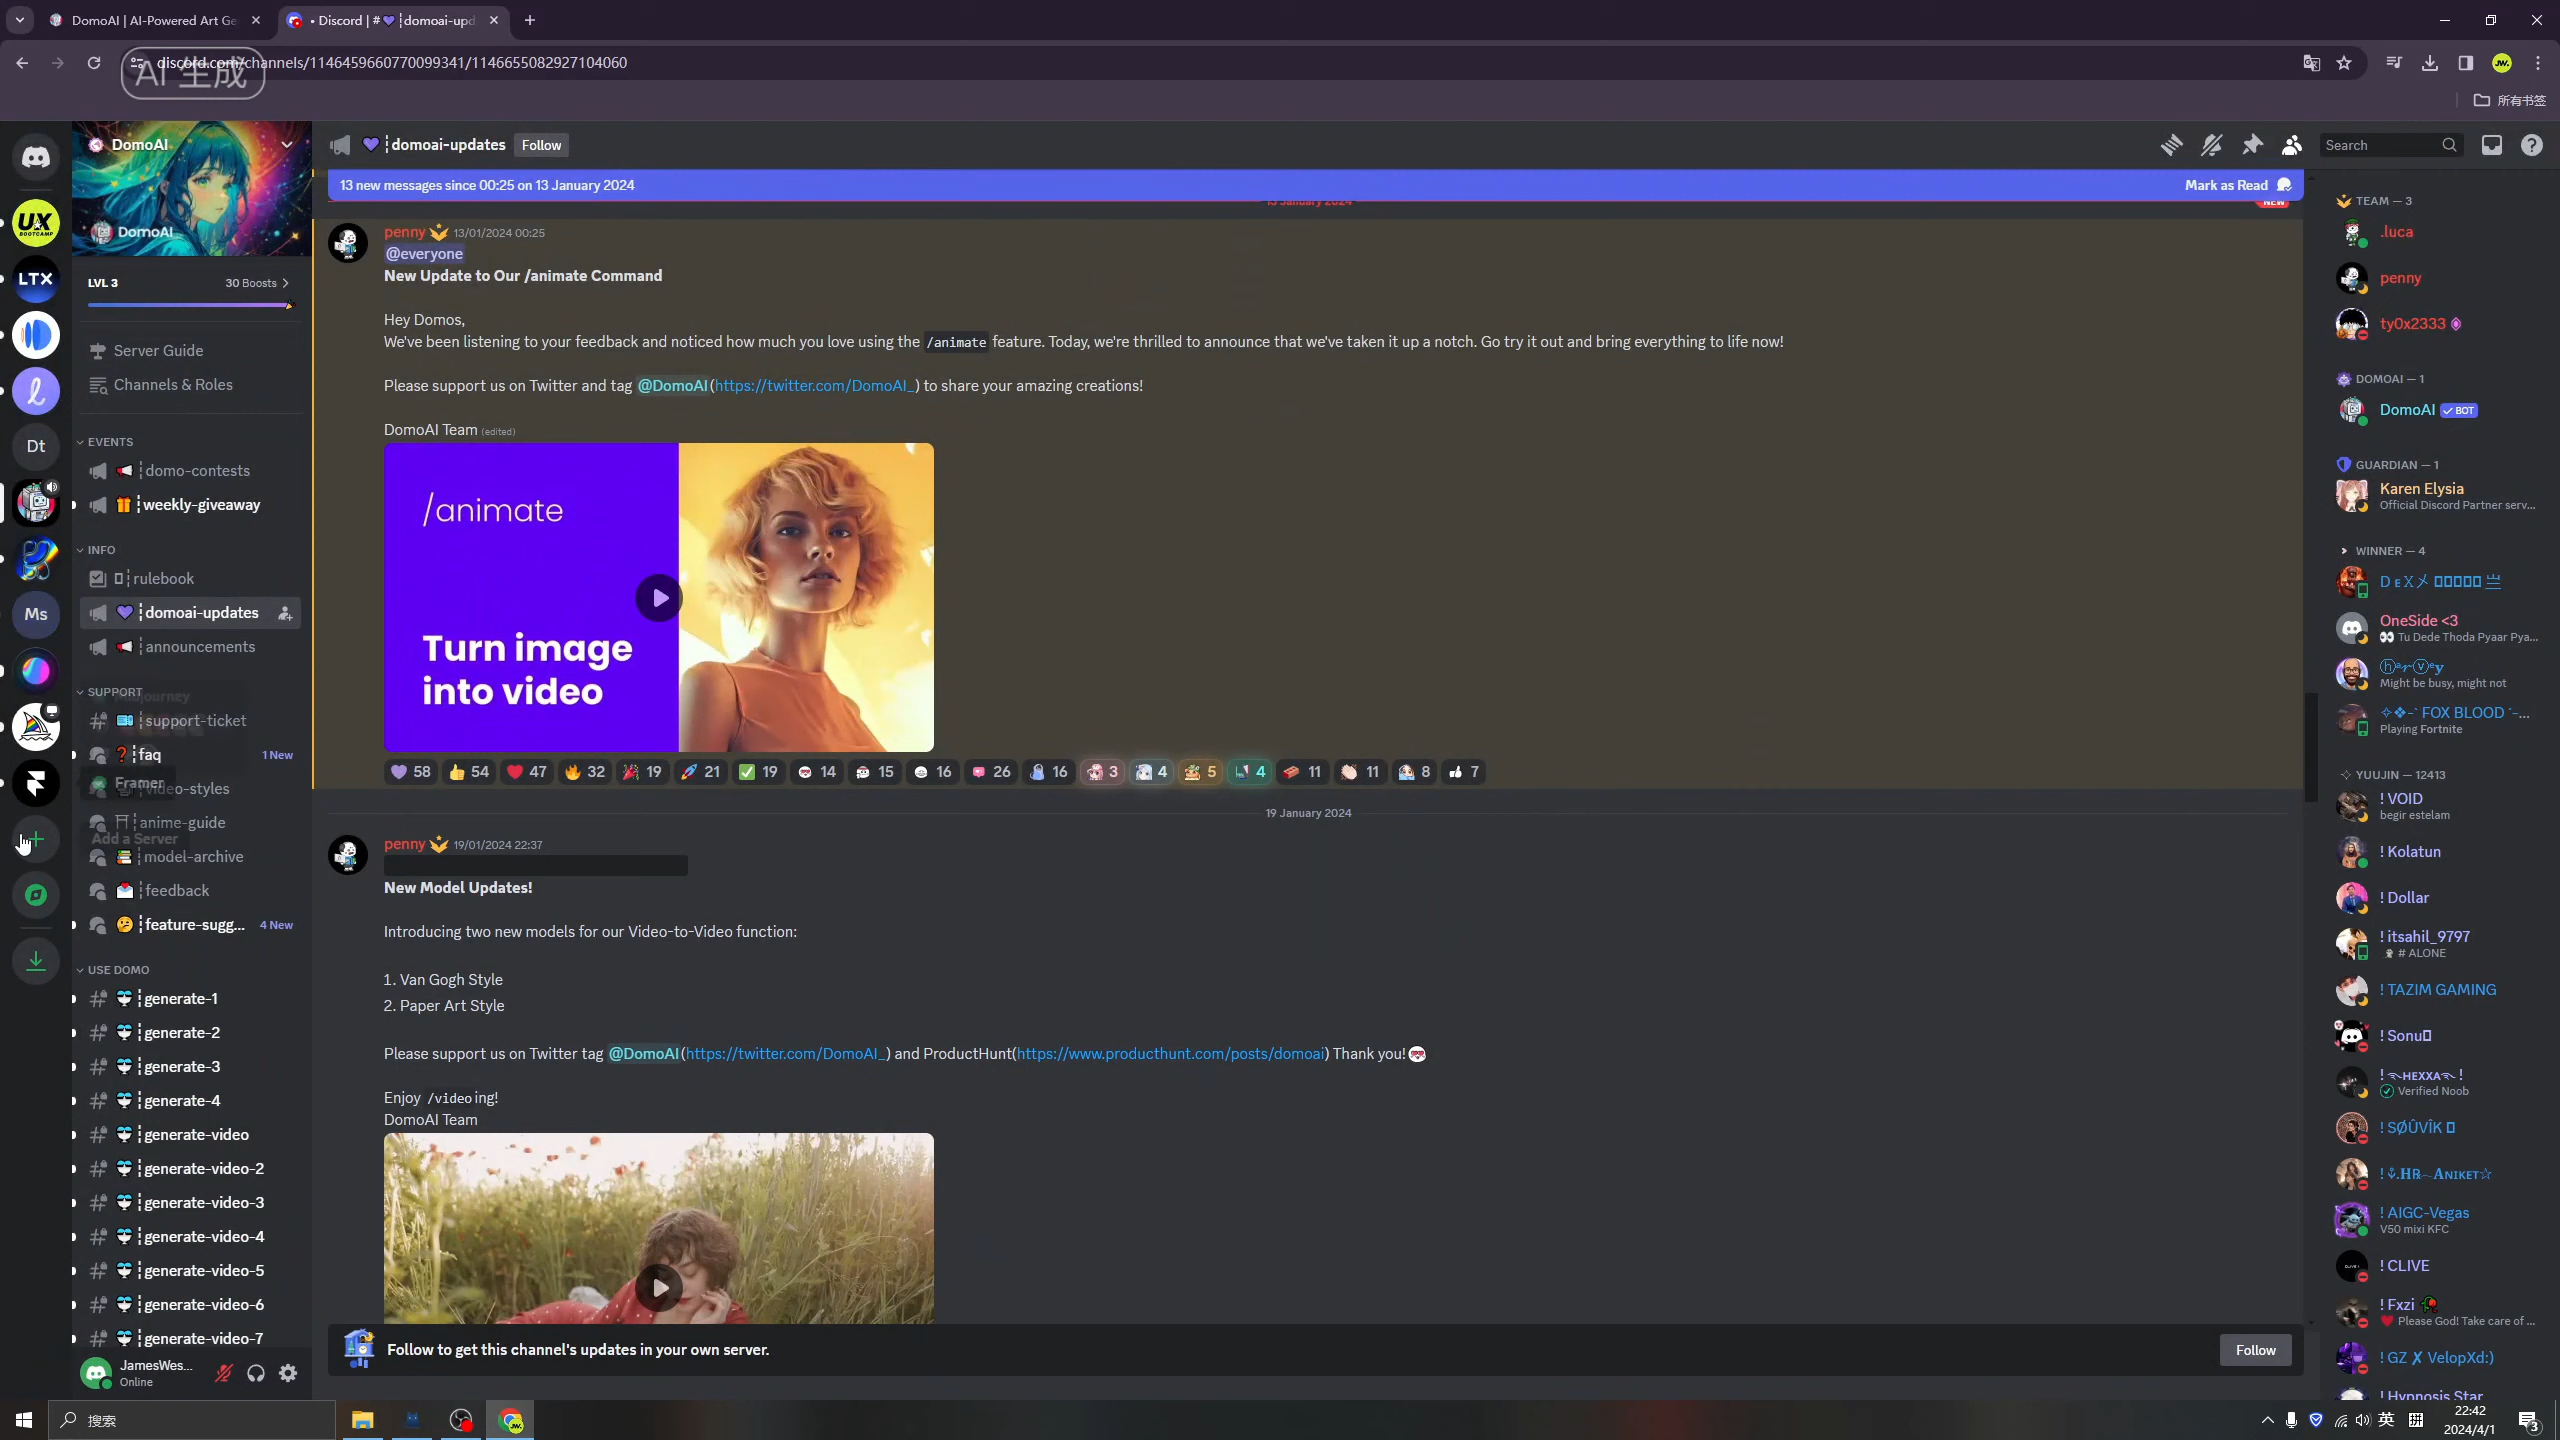 DomoAI | AI-Powered Art Ge
• Discord | # 💜┊domoai-upd
discord.com/channels/1146459660770099341/1146655082927104060
AI 生成
所有书签
DomoAI
DomoAI
LVL 3
30 Boosts
Server Guide
Channels & Roles
EVENTS
domo-contests
weekly-giveaway
INFO
rulebook
domoai-updates
announcements
SUPPORT
support-ticket
faq
1 New
Framer
video-styles
anime-guide
Add a Server
model-archive
feedback
feature-sugg...
4 New
USE DOMO
generate-1
generate-2
generate-3
generate-4
generate-video
generate-video-2
generate-video-3
generate-video-4
generate-video-5
generate-video-6
generate-video-7
JamesWes...
Online
UX
BOOTCAMP
LTX
Dt
Ms
domoai-updates
Follow
Search
13 new messages since 00:25 on 13 January 2024
Mark as Read
13 January 2024
NEW
penny 13/01/2024 00:25
@everyone
New Update to Our /animate Command
Hey Domos,
We've been listening to your feedback and noticed how much you love using the /animate feature. Today, we're thrilled to announce that we've taken it up a notch. Go try it out and bring everything to life now!
Please support us on Twitter and tag @DomoAI(https://twitter.com/DomoAI_) to share your amazing creations!
DomoAI Team (edited)
/animate
Turn image
into video
58 54 47 32 19 21 19 14 15 16 26 16 3 4 5 4 11 11 8 7
19 January 2024
penny 19/01/2024 22:37
New Model Updates!
Introducing two new models for our Video-to-Video function:
1. Van Gogh Style
2. Paper Art Style
Please support us on Twitter tag @DomoAI(https://twitter.com/DomoAI_) and ProductHunt(https://www.producthunt.com/posts/domoai) Thank you!
Enjoy /videoing!
DomoAI Team
Follow to get this channel's updates in your own server.
Follow
TEAM — 3
.luca
penny
ty0x2333
DOMOAI — 1
DomoAI
BOT
GUARDIAN — 1
Karen Elysia
Official Discord Partner serv...
WINNER — 4
OneSide <3
Tu Dede Thoda Pyaar Pya...
Might be busy, might not
FOX BLOOD
Playing Fortnite
YUUJIN — 12413
! VOID
begir estelam
! Kolatun
! Dollar
! itsahil_9797
# ALONE
! TAZIM GAMING
! Sonu
Verified Noob
! SØÛVÎK
! AIGC-Vegas
V50 mixi KFC
! CLIVE
! Fxzi
Please God! Take care of ...
! GZ ✗ VelopXd:)
! Hypnosis Star
搜索
英
22:42
2024/4/1
3